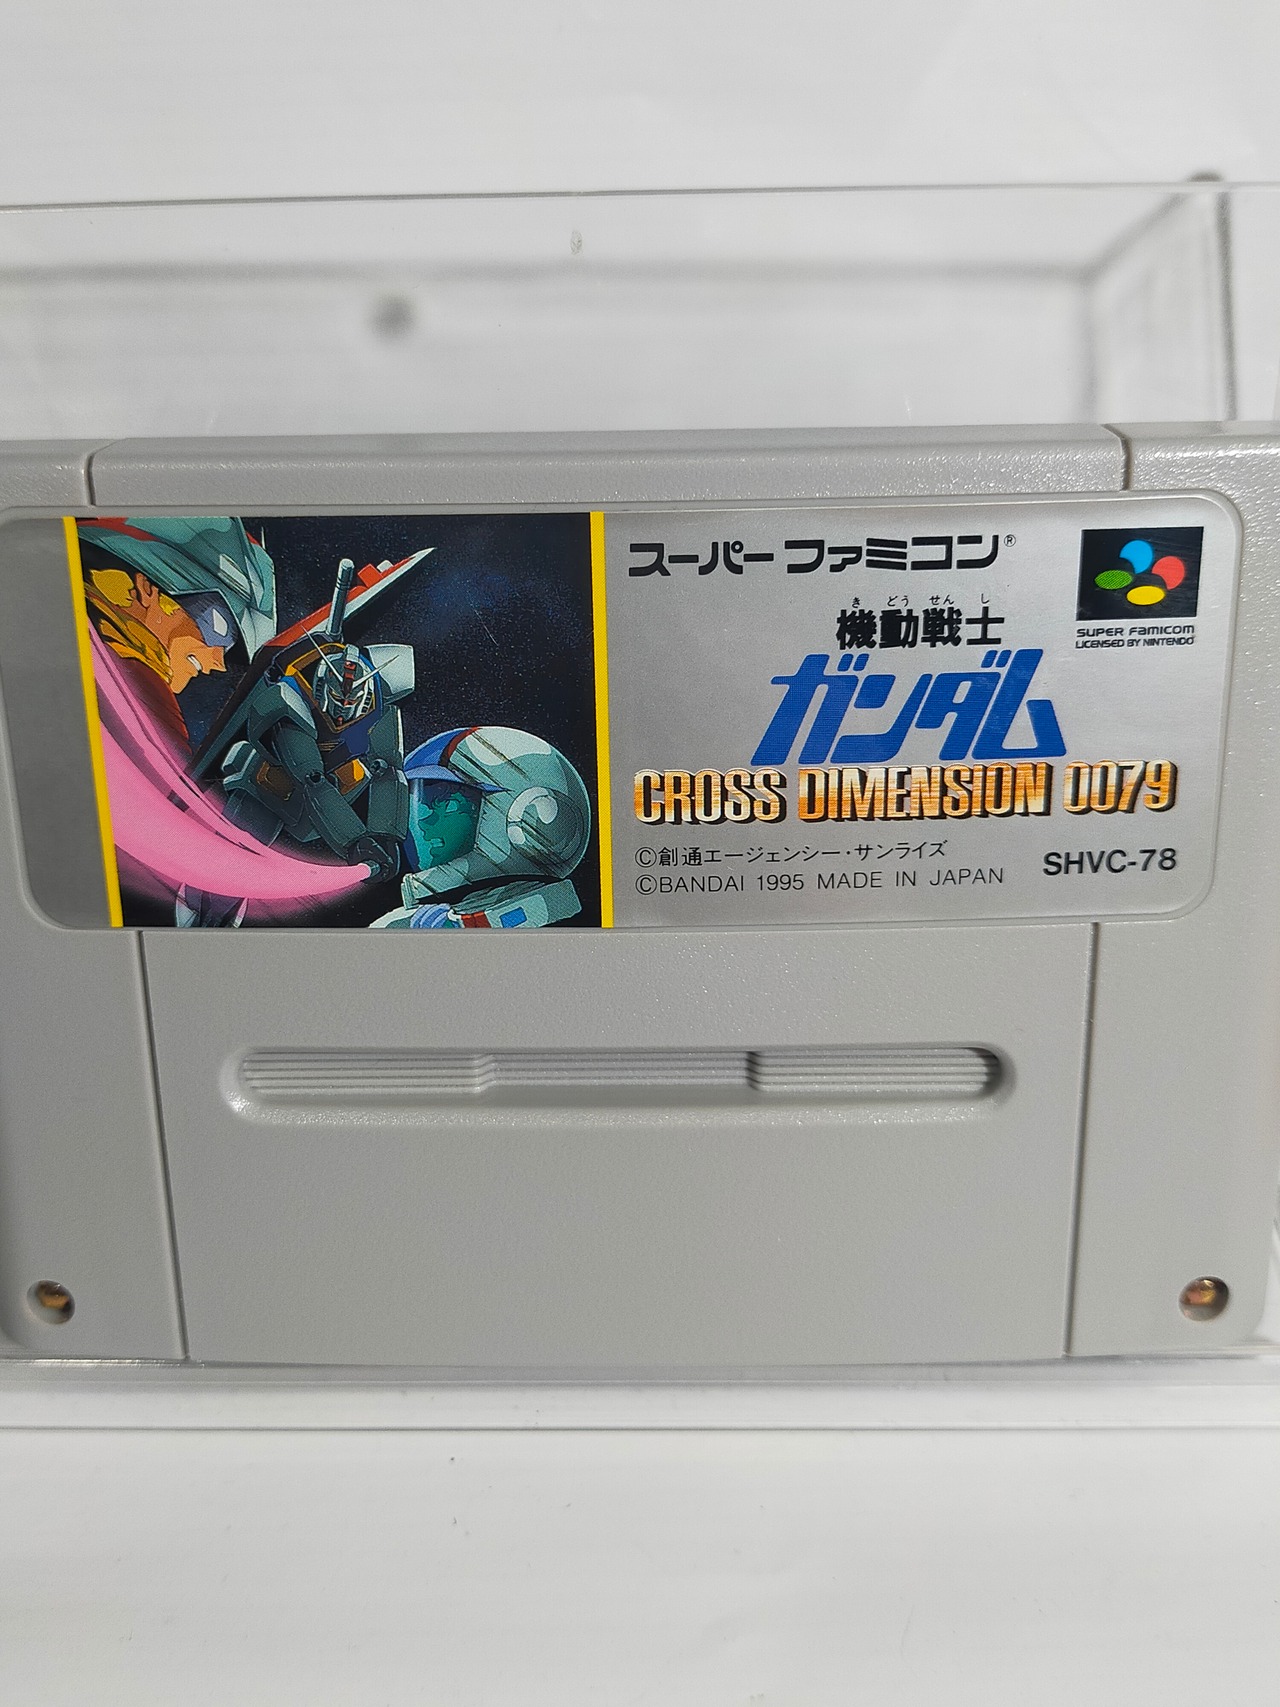 スーパーファミコン®
きどうせんし
機動戦士
ガンダム
CROSS DIMENSION 0079
©創通エージェンシー・サンライズ
©BANDAI 1995 MADE IN JAPAN
SHVC-78
SUPER FAMICOM
LICENSED BY NINTENDO
C